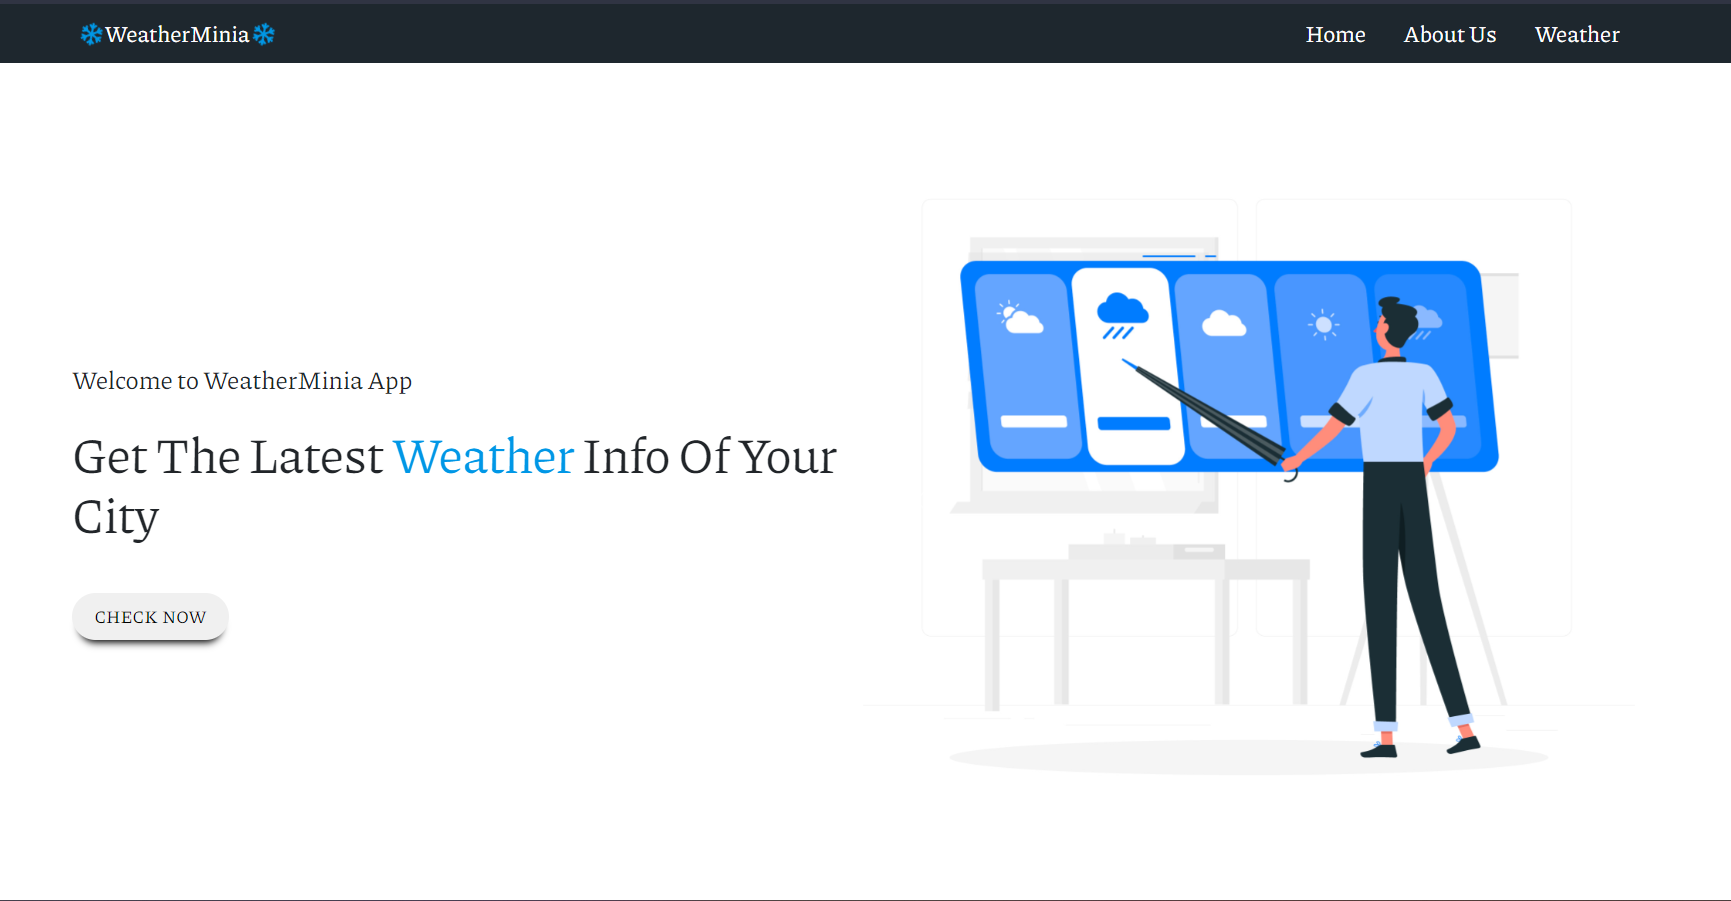 ❄WeatherMinia❄ Home About Us Weather
Welcome to WeatherMinia App
Get The Latest Weather Info Of Your
City
CHECK NOW